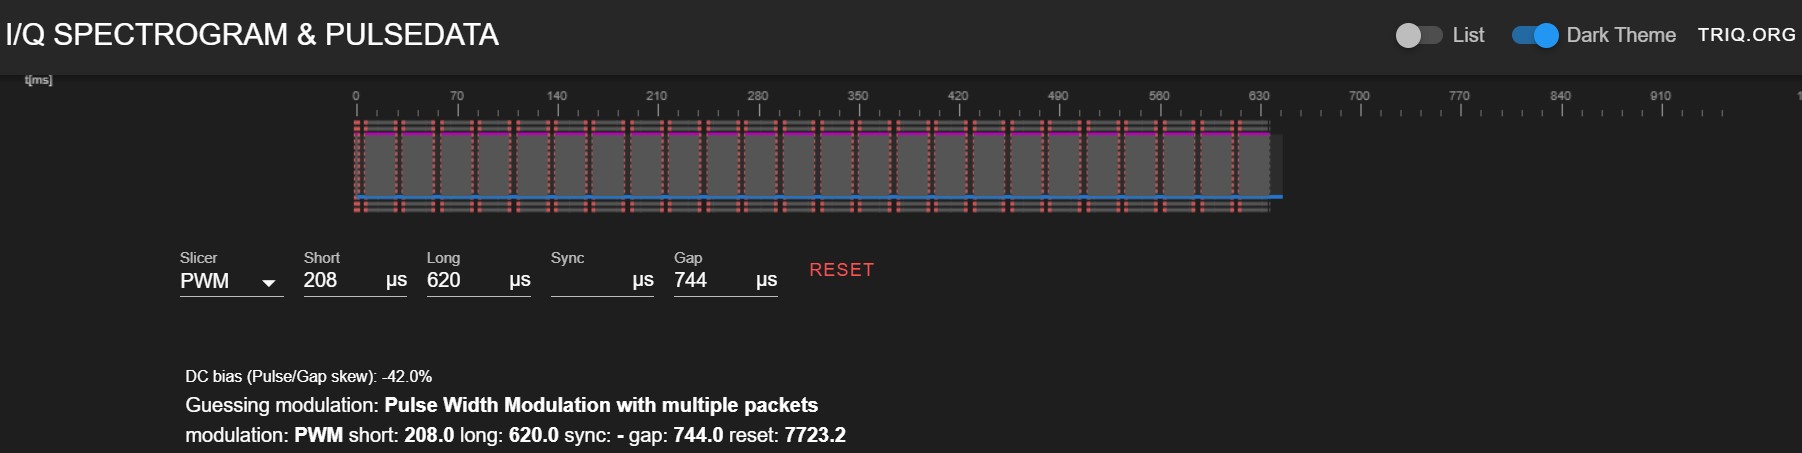 I/Q SPECTROGRAM & PULSEDATA List Dark Theme TRIQ.ORG
t[ms]
0 70 140 210 280 350 420 490 560 630 700 770 840 910
Slicer Short Long Sync Gap
PWM 208 µs 620 µs µs 744 µs RESET
DC bias (Pulse/Gap skew): -42.0%
Guessing modulation: Pulse Width Modulation with multiple packets
modulation: PWM short: 208.0 long: 620.0 sync: - gap: 744.0 reset: 7723.2